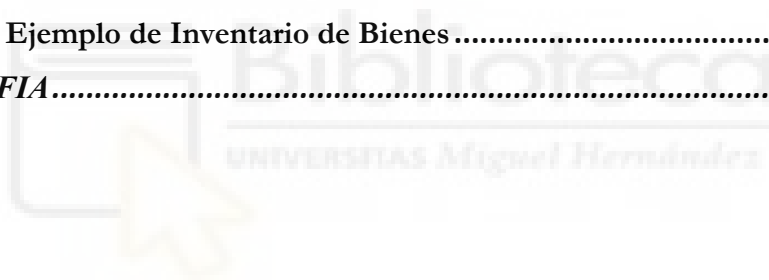 Ejemplo de Inventario de Bienes..................................
FIA....................................................................................
Biblioteca
UNIVERSITAS Miguel Hernández